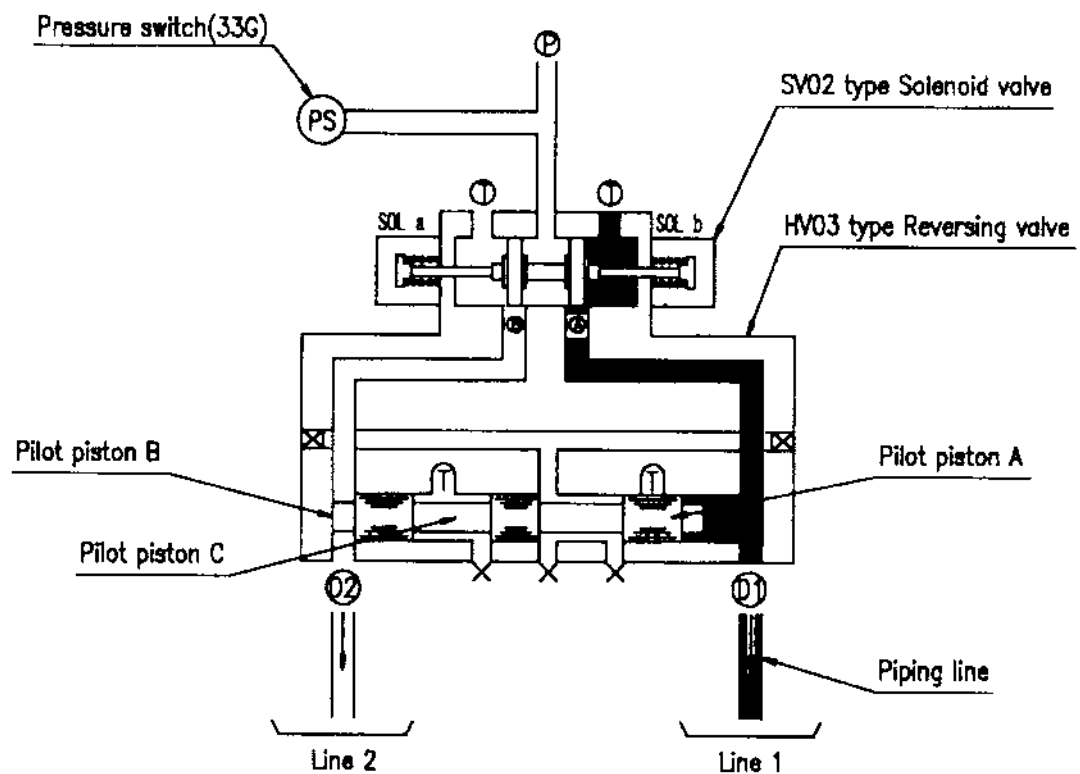 Pressure switch(33G)
P
PS
SV02 type Solenoid valve
T
T
SOL a
SOL b
HV03 type Reversing valve
B
A
Pilot piston B
T
T
Pilot piston A
Pilot piston C
D2
D1
Piping line
Line 2
Line 1